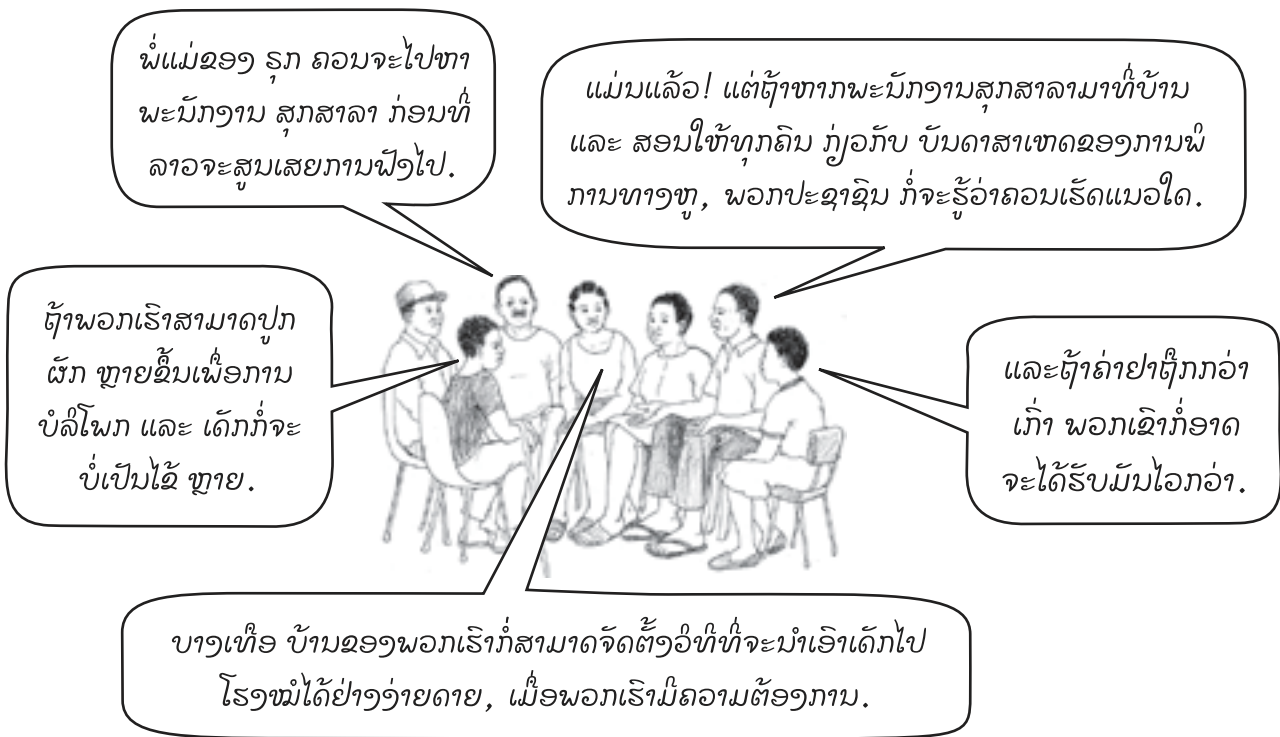 ພໍ່ແມ່ຂອງ ຣຸກ ຄວນຈະໄປຫາ
ພະນັກງານ ສຸກສາລາ ກ່ອນທີ່
ລາວຈະສູນເສຍການຟັງໄປ.
ແມ່ນແລ້ວ! ແຕ່ຖ້າຫາກພະນັກງານສຸກສາລາມາທີ່ບ້ານ
ແລະ ສອນໃຫ້ທຸກຄົນ ກ່ຽວກັບ ບັນດາສາເຫດຂອງການພິ
ການທາງຫູ, ພວກປະຊາຊົນ ກໍ່ຈະຮູ້ວ່າຄວນເຮັດແນວໃດ.
ຖ້າພວກເຮົາສາມາດປູກ
ຜັກ ຫຼາຍຂຶ້ນເພື່ອການ
ບໍລິໂພກ ແລະ ເດັກກໍ່ຈະ
ບໍ່ເປັນໄຂ້ ຫຼາຍ.
ແລະຖ້າຄ່າຢາຖືກກວ່າ
ເກົ່າ ພວກເຂົາກໍ່ອາດ
ຈະໄດ້ຮັບມັນໄວກວ່າ.
ບາງເທື່ອ ບ້ານຂອງພວກເຮົາກໍ່ສາມາດຈັດຕັ້ງວິທີທີ່ຈະນຳເອົາເດັກໄປ
ໂຮງໝໍໄດ້ຢ່າງງ່າຍດາຍ, ເມື່ອພວກເຮົາມີຄວາມຕ້ອງການ.